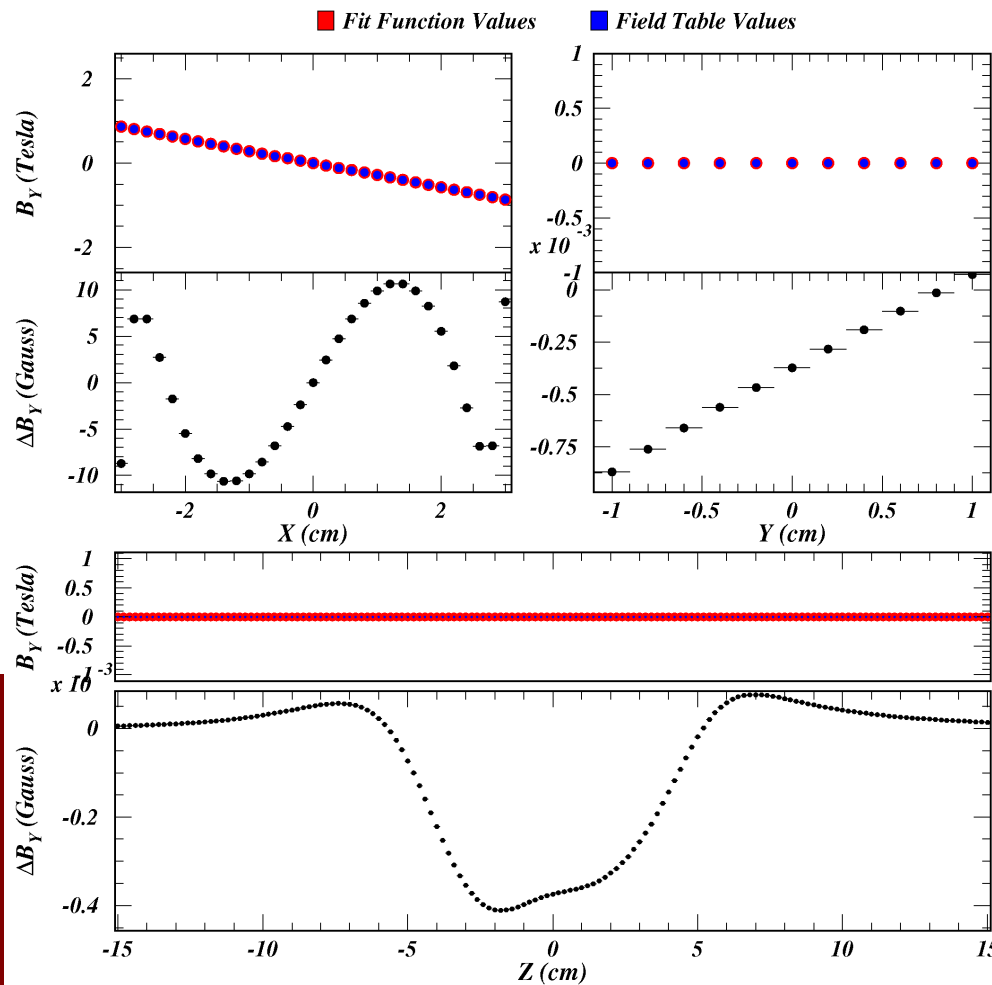 Fit Function Values Field Table Values
B_Y (Tesla)
2
0
-2
1
0.5
0
-0.5
x 10 -3
-1
ΔB_Y (Gauss)
10
5
0
-5
-10
0
-0.25
-0.5
-0.75
-2 0 2
X (cm)
-1 -0.5 0 0.5 1
Y (cm)
B_Y (Tesla)
1
0.5
0
-0.5
-1
x 10 -3
ΔB_Y (Gauss)
0
-0.2
-0.4
-15 -10 -5 0 5 10 15
Z (cm)